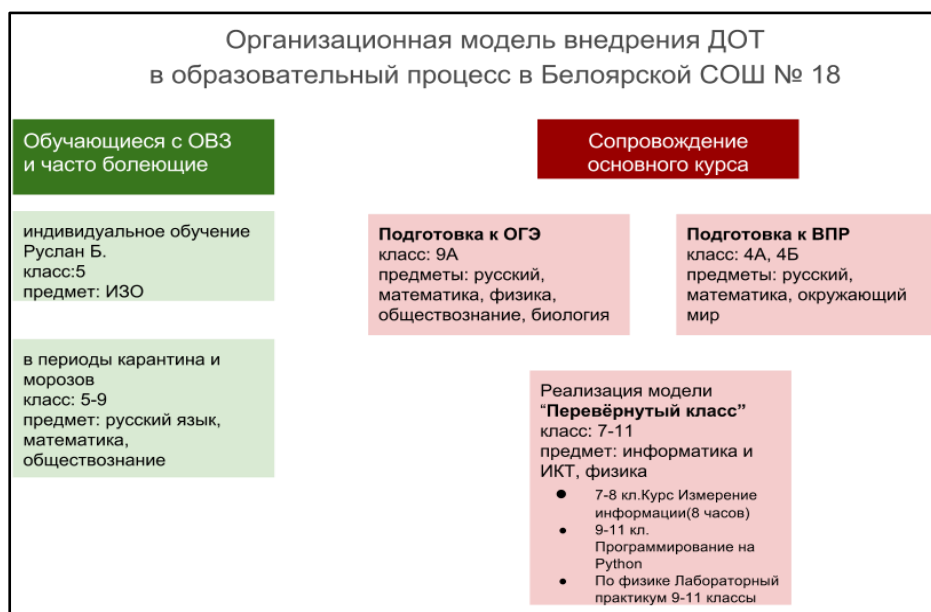 Организационная модель внедрения ДОТ
в образовательный процесс в Белоярской СОШ № 18
Обучающиеся с ОВЗ
и часто болеющие
индивидуальное обучение
Руслан Б.
класс:5
предмет: ИЗО
в периоды карантина и
морозов
класс: 5-9
предмет: русский язык,
математика,
обществознание
Сопровождение
основного курса
Подготовка к ОГЭ
класс: 9А
предметы: русский,
математика, физика,
обществознание, биология
Подготовка к ВПР
класс: 4А, 4Б
предметы: русский,
математика, окружающий
мир
Реализация модели
“Перевёрнутый класс”
класс: 7-11
предмет: информатика и
ИКТ, физика
● 7-8 кл.Курс Измерение
информации(8 часов)
● 9-11 кл.
Программирование на
Python
● По физике Лабораторный
практикум 9-11 классы